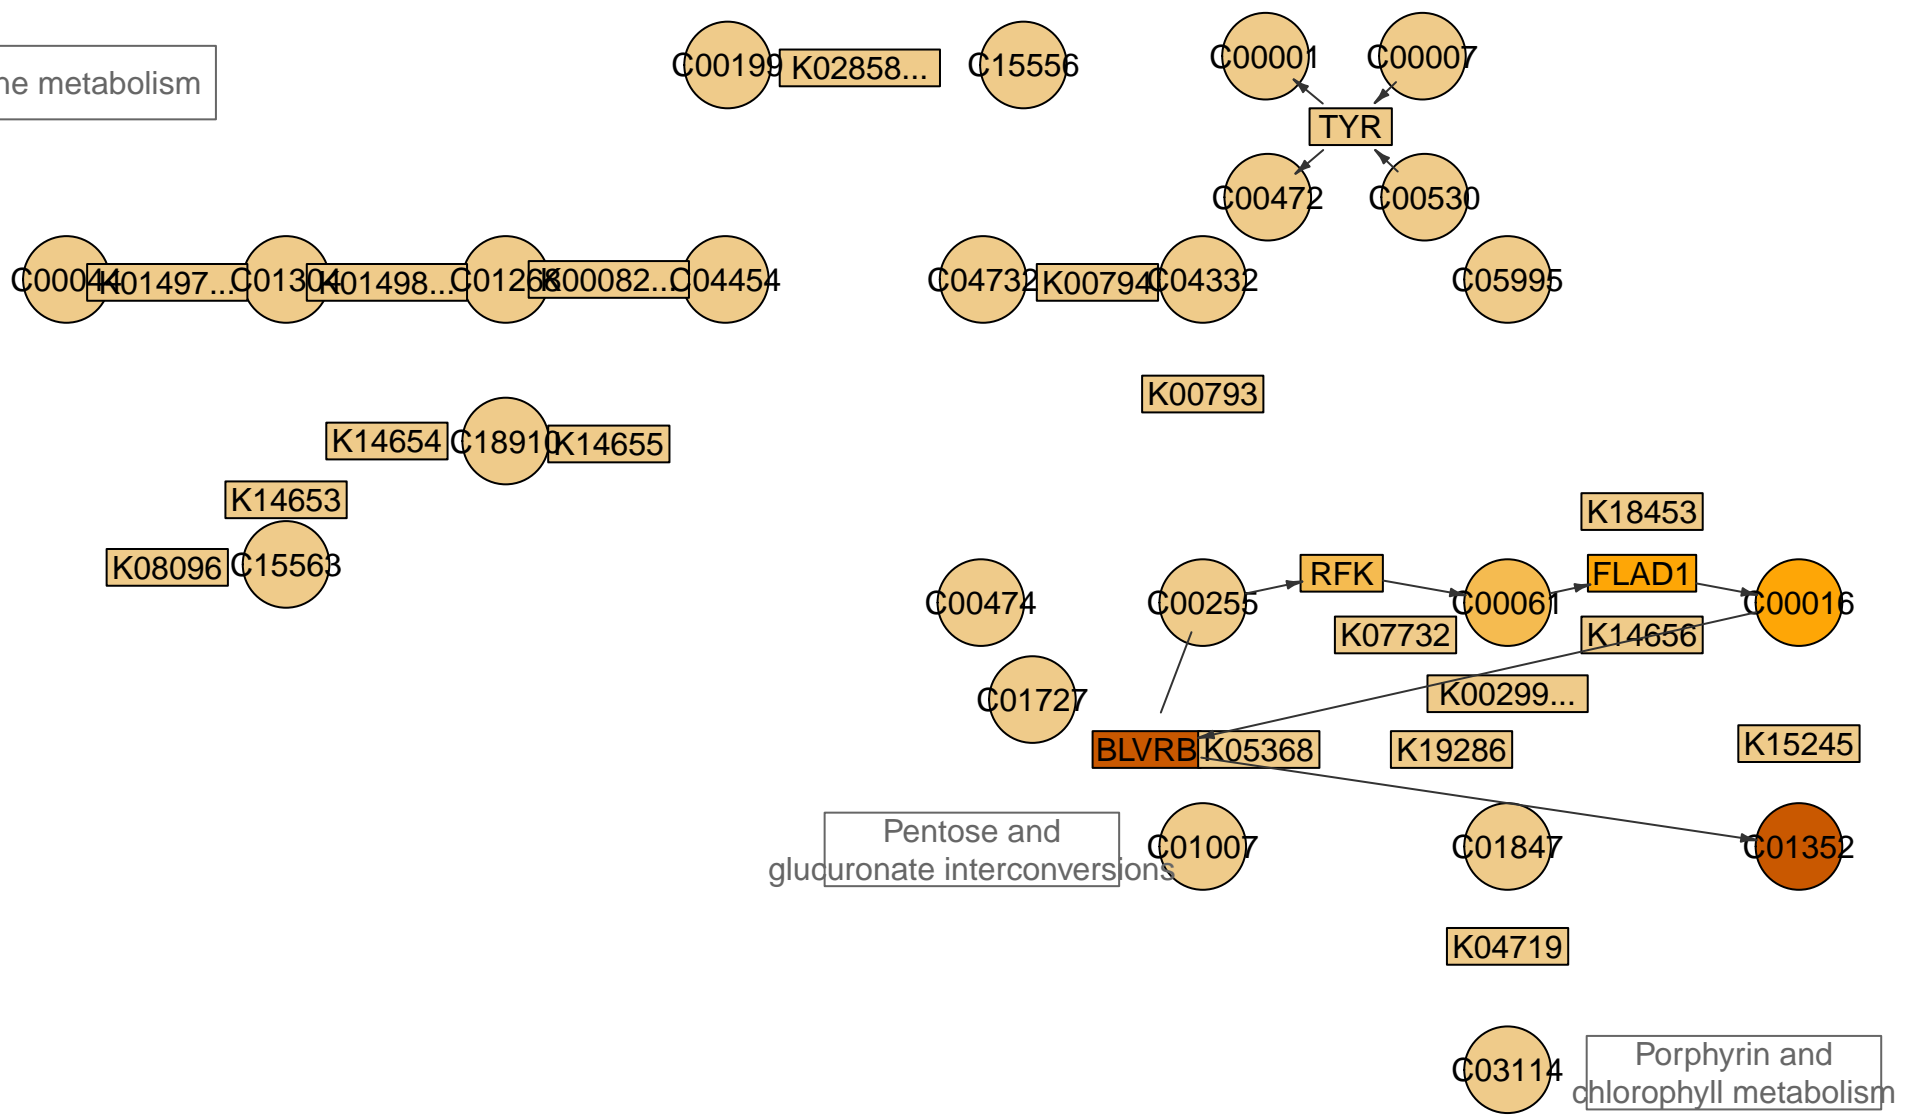 ne metabolism
C00199
K02858...
C15556
C00001
C00007
TYR
C00472
C00530
C00044
K01497...
C01304
K01498...
C01268
K00082...
C04454
C04732
K00794
C04332
C05995
K00793
K14654
C18910
K14655
K14653
K08096
C15563
K18453
C00474
C00255
RFK
C00061
FLAD1
C00016
K07732
K14656
C01727
K00299...
BLVRB
K05368
K19286
K15245
Pentose and
glucuronate interconversions
C01007
C01847
C01352
K04719
C03114
Porphyrin and
chlorophyll metabolism